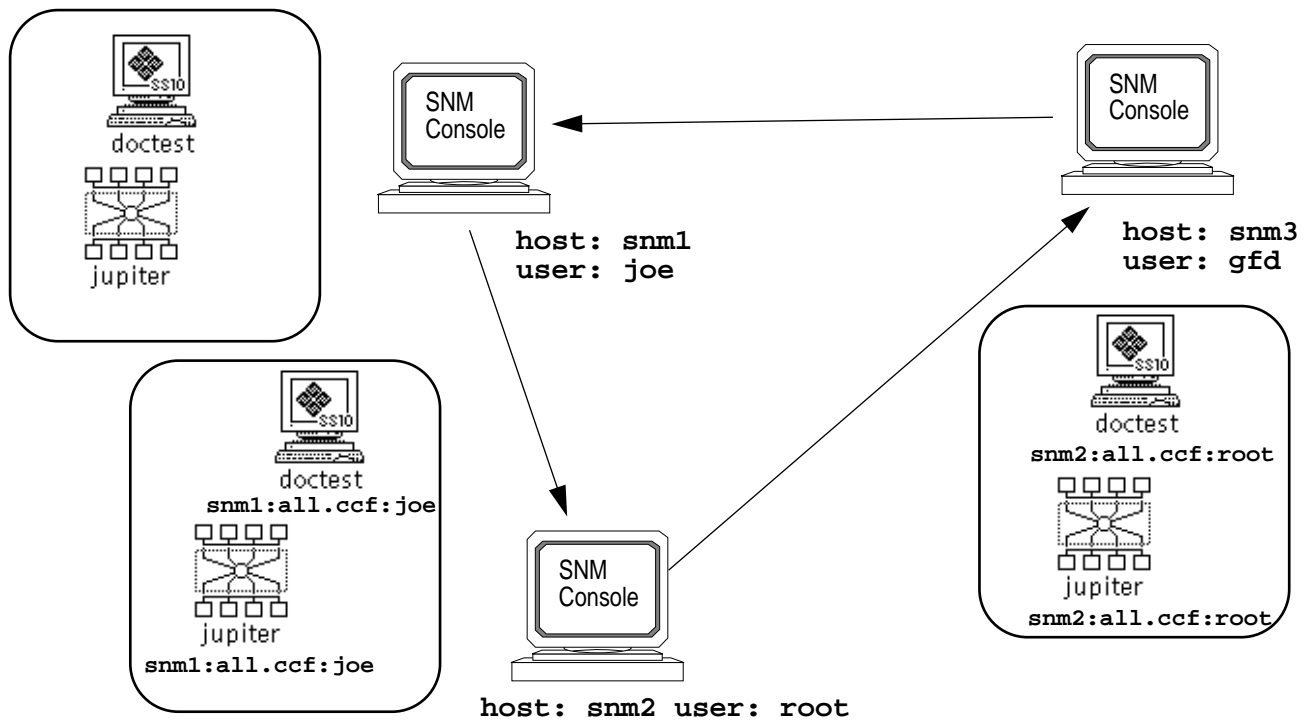 SS10
doctest
jupiter
SNM
Console
host: snm1
user: joe
SNM
Console
host: snm3
user: gfd
SS10
doctest
snm1:all.ccf:joe
jupiter
snm1:all.ccf:joe
SNM
Console
host: snm2 user: root
SS10
doctest
snm2:all.ccf:root
jupiter
snm2:all.ccf:root